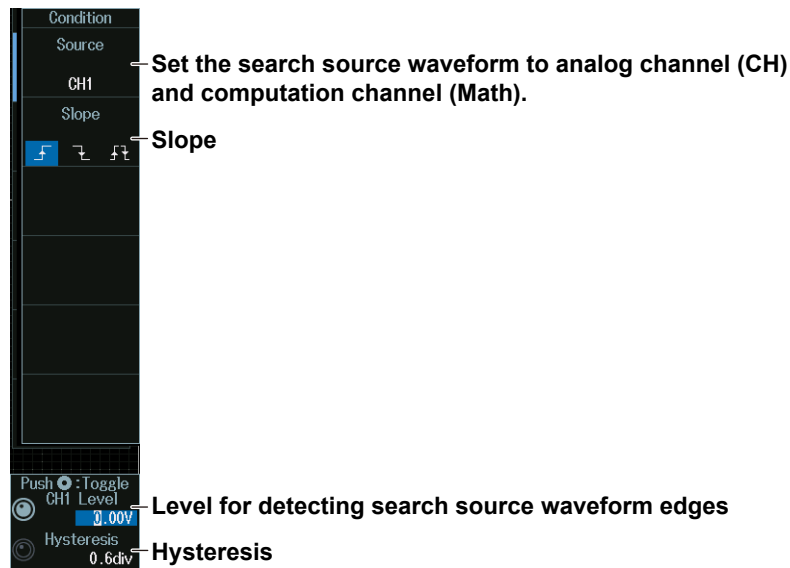 Condition
Source
CH1
Set the search source waveform to analog channel (CH)
and computation channel (Math).
Slope
Slope
Push :Toggle
CH1 Level
0.00V
Level for detecting search source waveform edges
Hysteresis
0.6div
Hysteresis